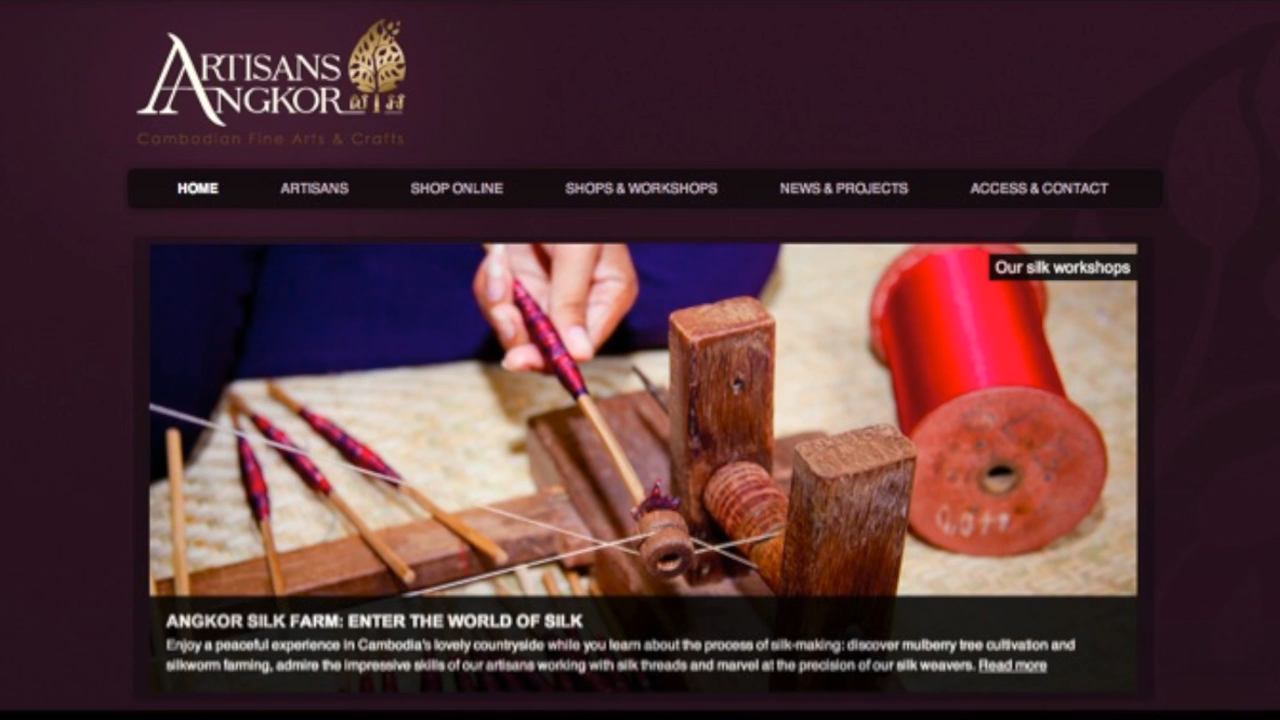 ARTISANS
ANGKOR
Cambodian Fine Arts & Crafts
HOME ARTISANS SHOP ONLINE SHOPS & WORKSHOPS NEWS & PROJECTS ACCESS & CONTACT
Our silk workshops
ANGKOR SILK FARM: ENTER THE WORLD OF SILK
Enjoy a peaceful experience in Cambodia's lovely countryside while you learn about the process of silk-making: discover mulberry tree cultivation and
silkworm farming, admire the impressive skills of our artisans working with silk threads and marvel at the precision of our silk weavers. Read more